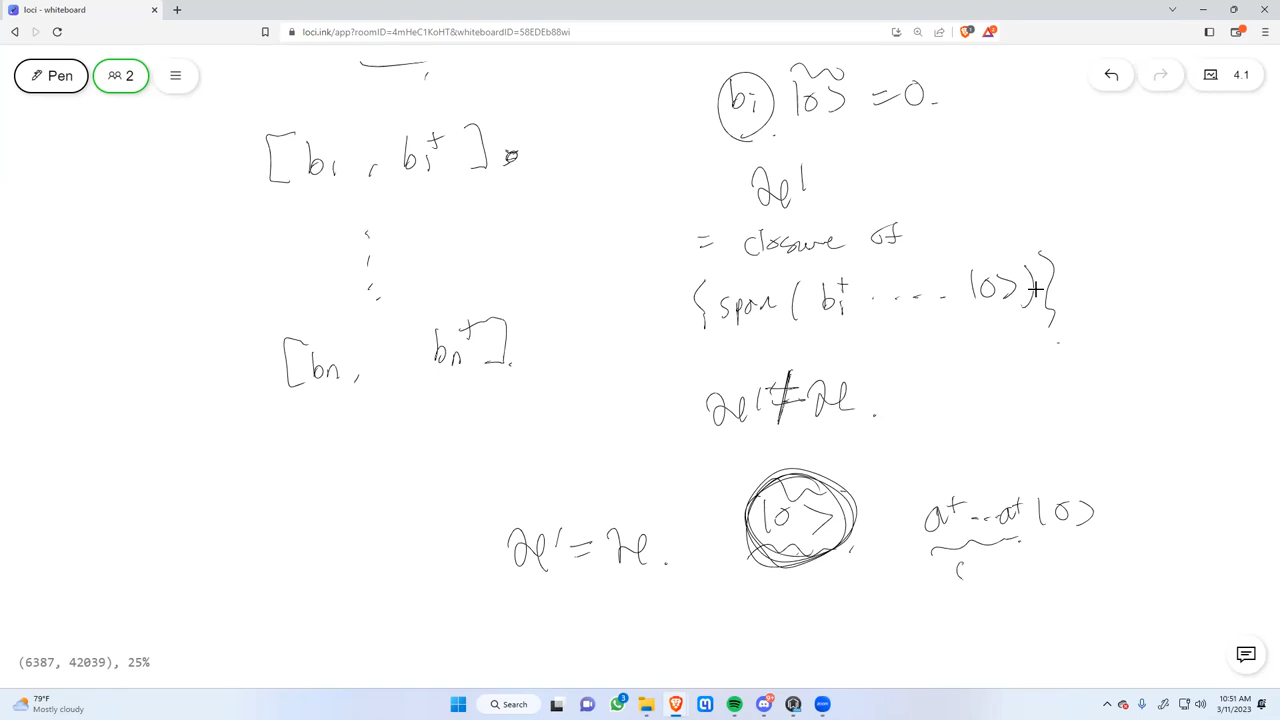 loci - whiteboard
loci.ink/app?roomID=4mHeC1KoHT&whiteboardID=58EDEb88wi
Pen
2
4.1
[bi , bi†]
[bn, bn†].
bi |0> = 0.
ℋ'
= closure of
{span( bi† .... |0>)}
ℋ' ≠ ℋ.
ℋ' = ℋ.
|0>
a†...a† |0>
(6387, 42039), 25%
79°F
Mostly cloudy
Search
3
10:51 AM
3/11/2023